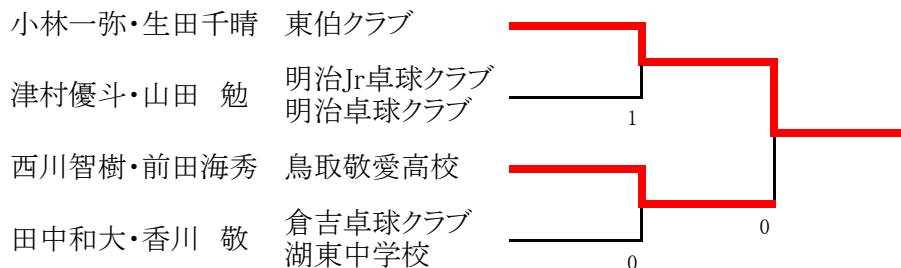 小林一弥・生田千晴 東伯クラブ
津村優斗・山田 勉 明治Jr卓球クラブ
明治卓球クラブ
1
西川智樹・前田海秀 鳥取敬愛高校
0
田中和大・香川 敬 倉吉卓球クラブ
湖東中学校
0